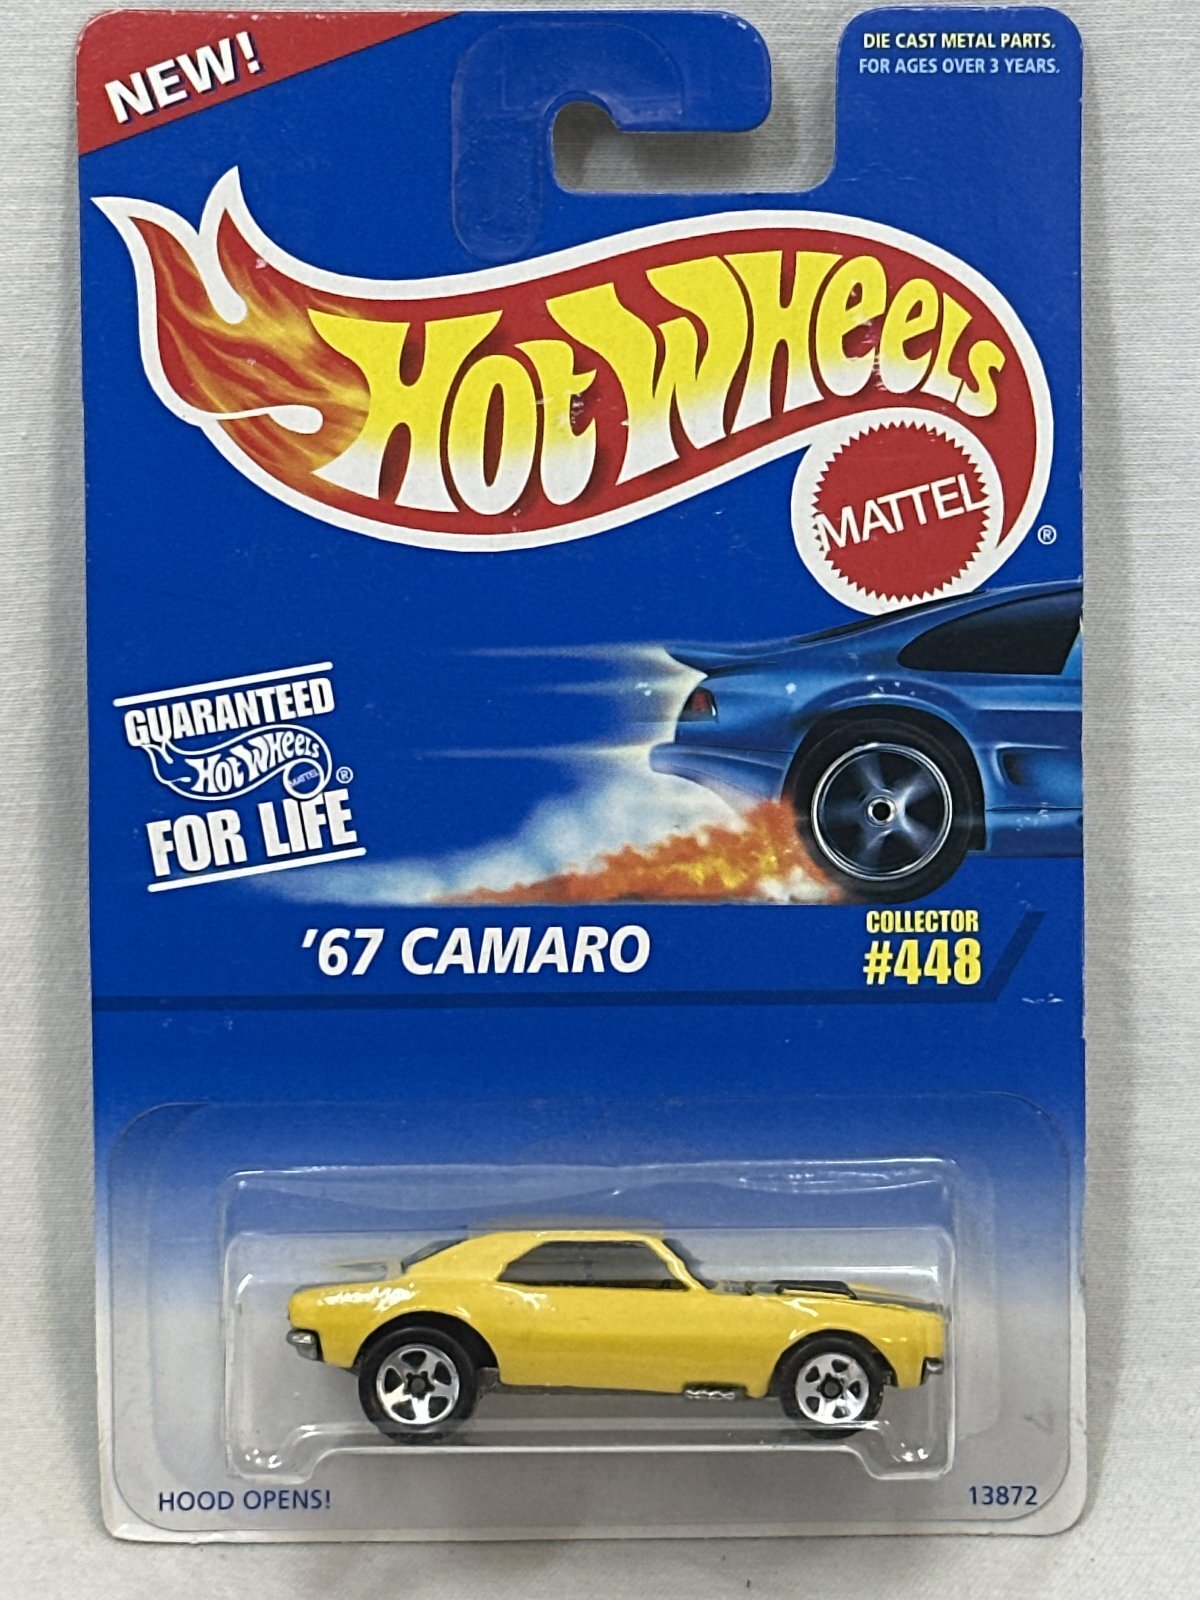 NEW!
DIE CAST METAL PARTS.
FOR AGES OVER 3 YEARS.
HOT WHEELS
MATTEL
®
GUARANTEED
HOT WHEELS
MATTEL ®
FOR LIFE
'67 CAMARO
COLLECTOR
#448
HOOD OPENS!
13872